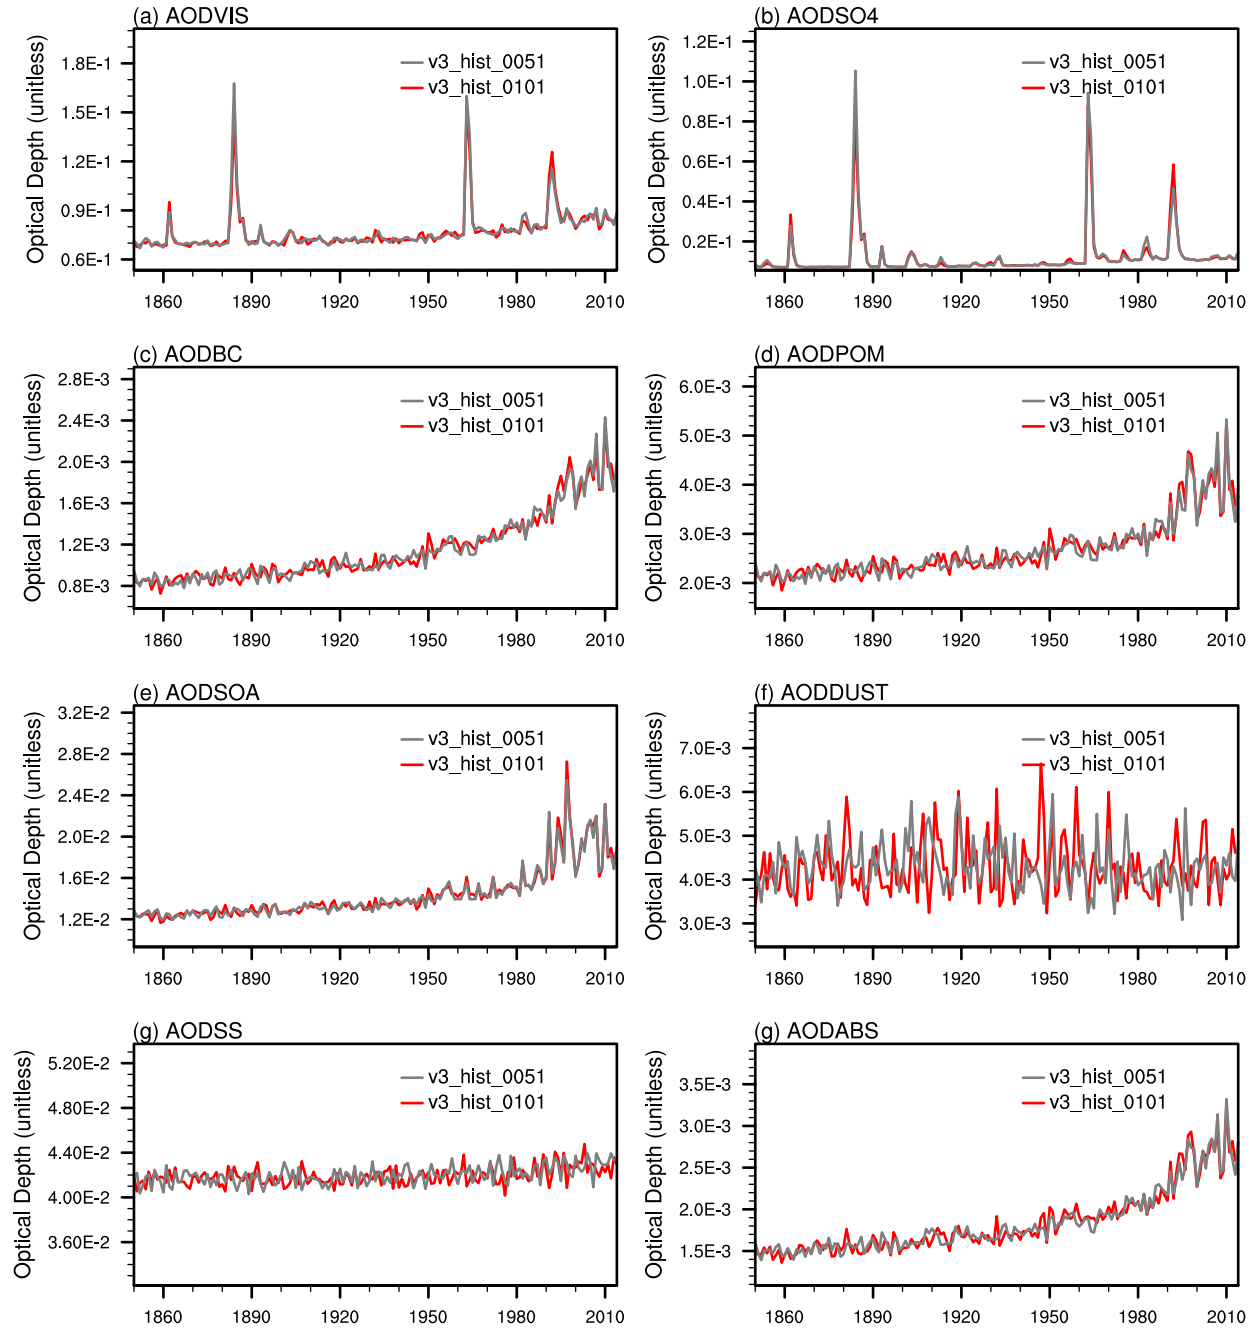 (a) AODVIS
Optical Depth (unitless)
1.8E-1
1.5E-1
1.2E-1
0.9E-1
0.6E-1
v3_hist_0051
v3_hist_0101
1860 1890 1920 1950 1980 2010
(b) AODSO4
Optical Depth (unitless)
1.2E-1
1.0E-1
0.8E-1
0.6E-1
0.4E-1
0.2E-1
v3_hist_0051
v3_hist_0101
1860 1890 1920 1950 1980 2010
(c) AODBC
Optical Depth (unitless)
2.8E-3
2.4E-3
2.0E-3
1.6E-3
1.2E-3
0.8E-3
v3_hist_0051
v3_hist_0101
1860 1890 1920 1950 1980 2010
(d) AODPOM
Optical Depth (unitless)
6.0E-3
5.0E-3
4.0E-3
3.0E-3
2.0E-3
v3_hist_0051
v3_hist_0101
1860 1890 1920 1950 1980 2010
(e) AODSOA
Optical Depth (unitless)
3.2E-2
2.8E-2
2.4E-2
2.0E-2
1.6E-2
1.2E-2
v3_hist_0051
v3_hist_0101
1860 1890 1920 1950 1980 2010
(f) AODDUST
Optical Depth (unitless)
7.0E-3
6.0E-3
5.0E-3
4.0E-3
3.0E-3
v3_hist_0051
v3_hist_0101
1860 1890 1920 1950 1980 2010
(g) AODSS
Optical Depth (unitless)
5.20E-2
4.80E-2
4.40E-2
4.00E-2
3.60E-2
v3_hist_0051
v3_hist_0101
1860 1890 1920 1950 1980 2010
(g) AODABS
Optical Depth (unitless)
3.5E-3
3.0E-3
2.5E-3
2.0E-3
1.5E-3
v3_hist_0051
v3_hist_0101
1860 1890 1920 1950 1980 2010